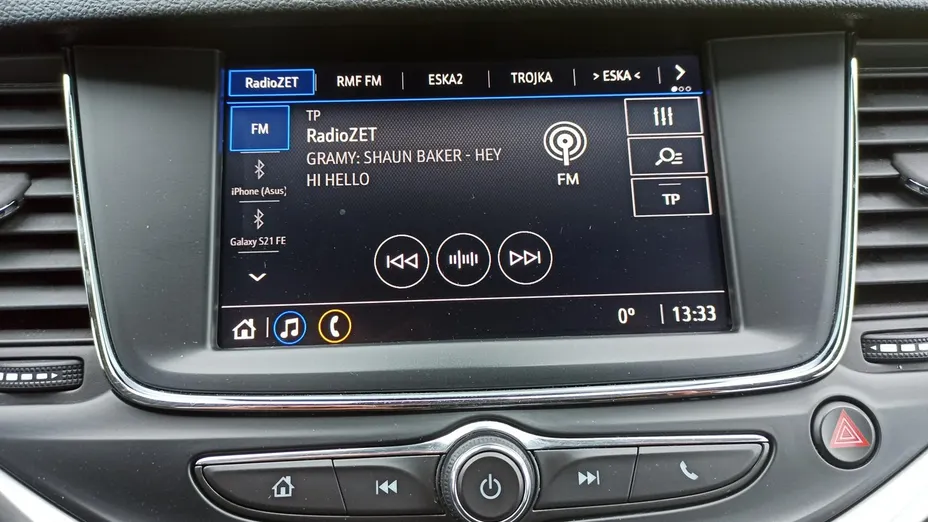 RadioZET RMF FM ESKA2 TROJKA > ESKA <
FM
TP
RadioZET
GRAMY: SHAUN BAKER - HEY
HI HELLO
FM
TP
iPhone (Asus)
Galaxy S21 FE
0° 13:33